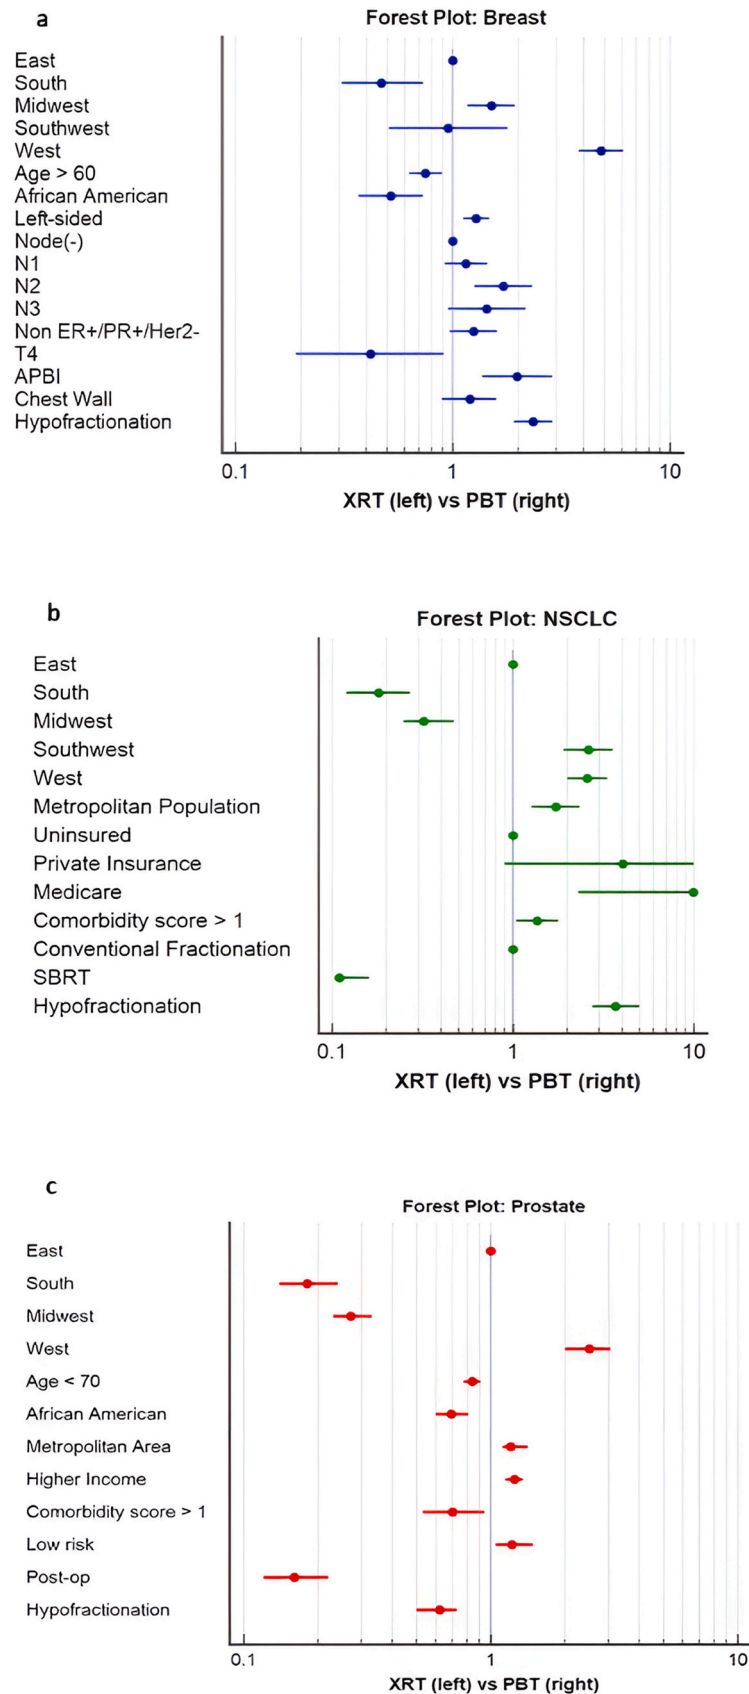 a
Forest Plot: Breast
East
South
Midwest
Southwest
West
Age > 60
African American
Left-sided
Node(-)
N1
N2
N3
Non ER+/PR+/Her2-
T4
APBI
Chest Wall
Hypofractionation
0.1 1 10
XRT (left) vs PBT (right)
b
Forest Plot: NSCLC
East
South
Midwest
Southwest
West
Metropolitan Population
Uninsured
Private Insurance
Medicare
Comorbidity score > 1
Conventional Fractionation
SBRT
Hypofractionation
0.1 1 10
XRT (left) vs PBT (right)
c
Forest Plot: Prostate
East
South
Midwest
West
Age < 70
African American
Metropolitan Area
Higher Income
Comorbidity score > 1
Low risk
Post-op
Hypofractionation
0.1 1 10
XRT (left) vs PBT (right)